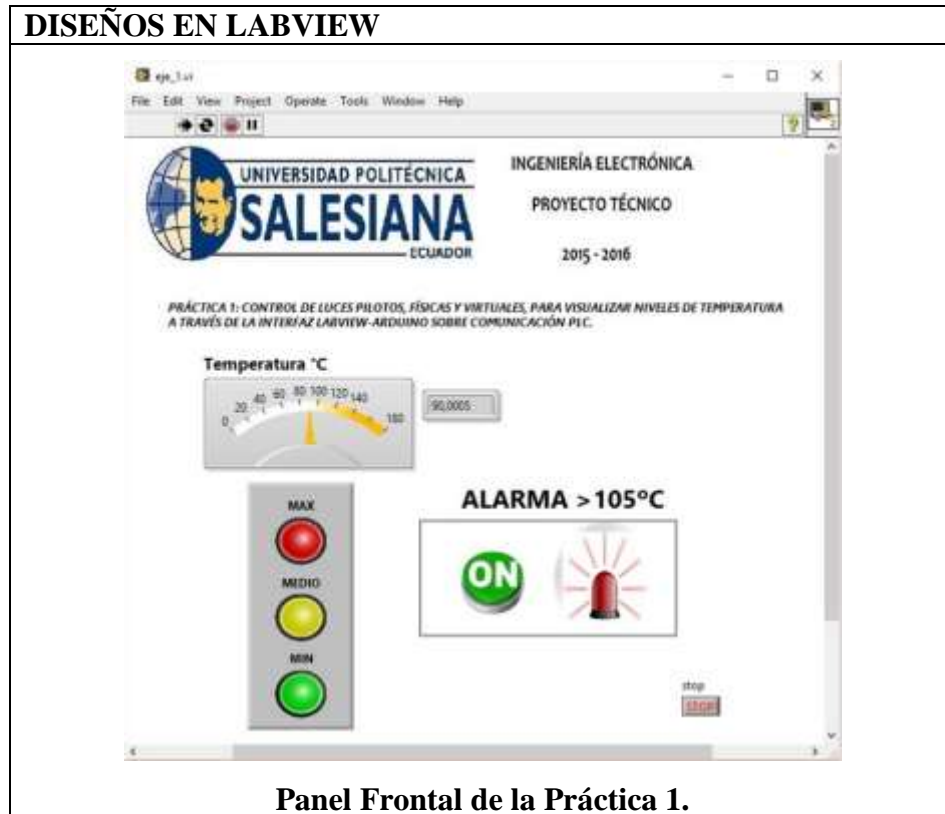 DISEÑOS EN LABVIEW
eje_1.vi
File Edit View Project Operate Tools Window Help
UNIVERSIDAD POLITÉCNICA
SALESIANA
ECUADOR
INGENIERÍA ELECTRÓNICA
PROYECTO TÉCNICO
2015 - 2016
PRÁCTICA 1: CONTROL DE LUCES PILOTOS, FÍSICAS Y VIRTUALES, PARA VISUALIZAR NIVELES DE TEMPERATURA
A TRAVÉS DE LA INTERFAZ LABVIEW-ARDUINO SOBRE COMUNICACIÓN PLC.
Temperatura °C
0 20 40 60 80 100 120 140 180
90,0005
MAX
MEDIO
MIN
ALARMA >105°C
ON
stop
STOP
Panel Frontal de la Práctica 1.